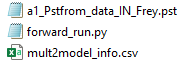 a1_Pstfrom_data_IN_Frey.pst
forward_run.py
mult2model_info.csv